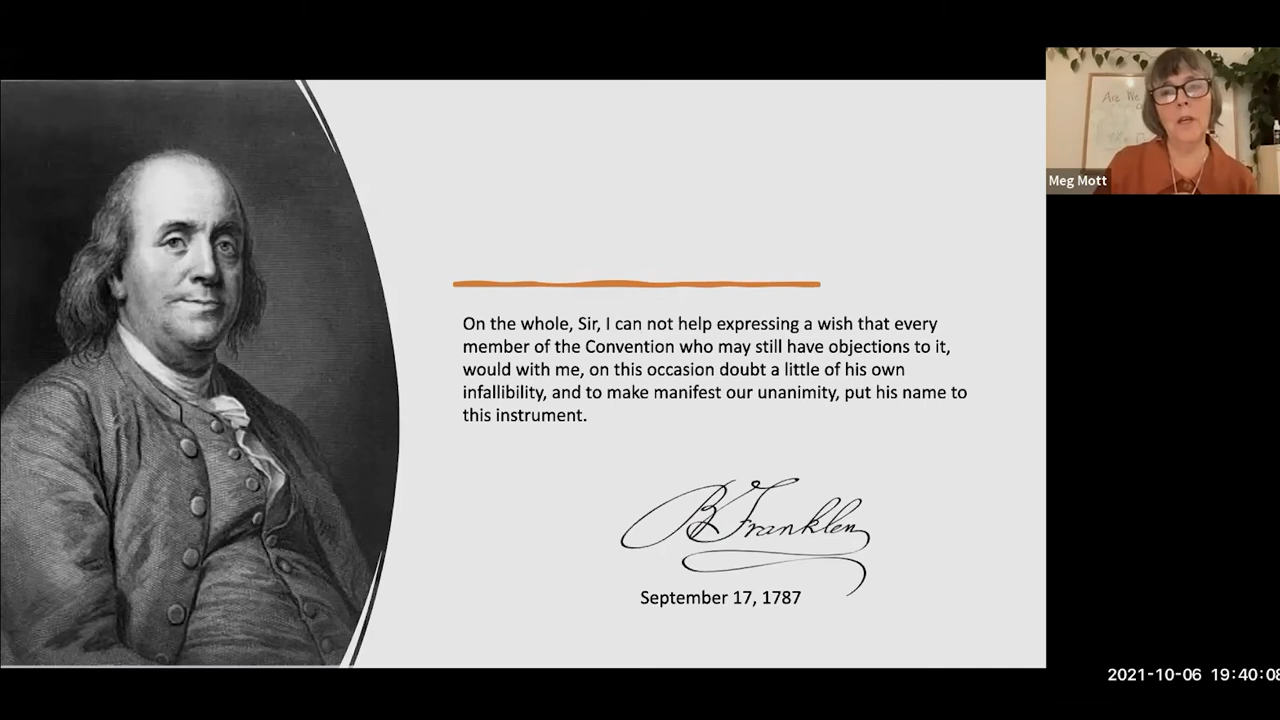 Are We
Meg Mott
On the whole, Sir, I can not help expressing a wish that every
member of the Convention who may still have objections to it,
would with me, on this occasion doubt a little of his own
infallibility, and to make manifest our unanimity, put his name to
this instrument.
B Franklin
September 17, 1787
2021-10-06 19:40:08